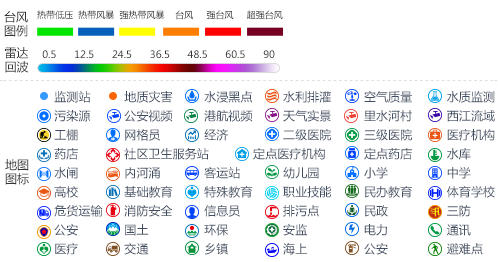 台风图例 热带低压 热带风暴 强热带风暴 台风 强台风 超强台风
雷达回波 0.5 12.5 24.5 36.5 48.5 60.5 90
地图图标
监测站 地质灾害 水浸黑点 水利排灌 空气质量 水质监测
污染源 公安视频 港航视频 天气实景 里水河村 西江流域
工棚 网格员 经济 二级医院 三级医院 医疗机构
药店 社区卫生服务站 定点医疗机构 定点药店 水库
水闸 内河涌 客运站 幼儿园 小学 中学
高校 基础教育 特殊教育 职业技能 民办教育 体育学校
危货运输 消防安全 信息员 排污点 民政 三防
公安 国土 环保 安监 电力 通讯
医疗 交通 乡镇 海上 公安 避难点